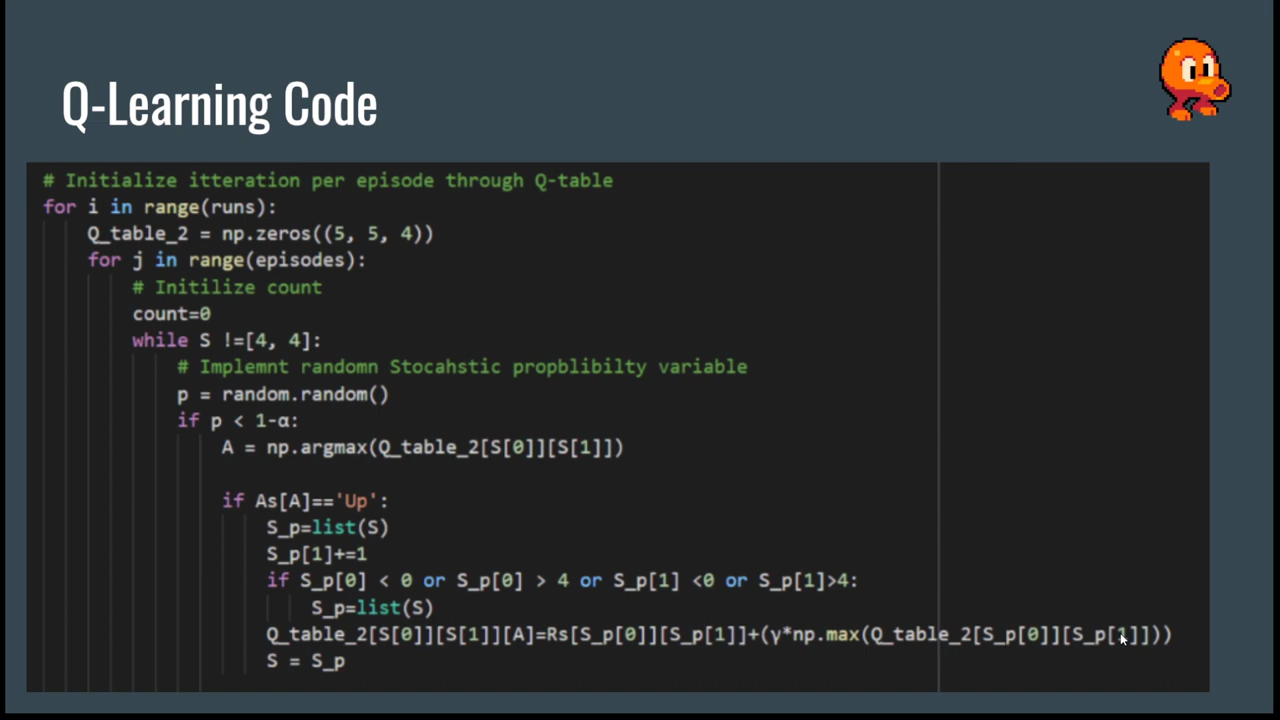 Q-Learning Code
# Initialize itteration per episode through Q-table
for i in range(runs):
Q_table_2 = np.zeros((5, 5, 4))
for j in range(episodes):
# Initilize count
count=0
while S !=[4, 4]:
# Implemnt randomn Stocahstic propblibilty variable
p = random.random()
if p < 1-α:
A = np.argmax(Q_table_2[S[0]][S[1]])
if As[A]=='Up':
S_p=list(S)
S_p[1]+=1
if S_p[0] < 0 or S_p[0] > 4 or S_p[1] <0 or S_p[1]>4:
S_p=list(S)
Q_table_2[S[0]][S[1]][A]=Rs[S_p[0]][S_p[1]]+(γ*np.max(Q_table_2[S_p[0]][S_p[1]]))
S = S_p